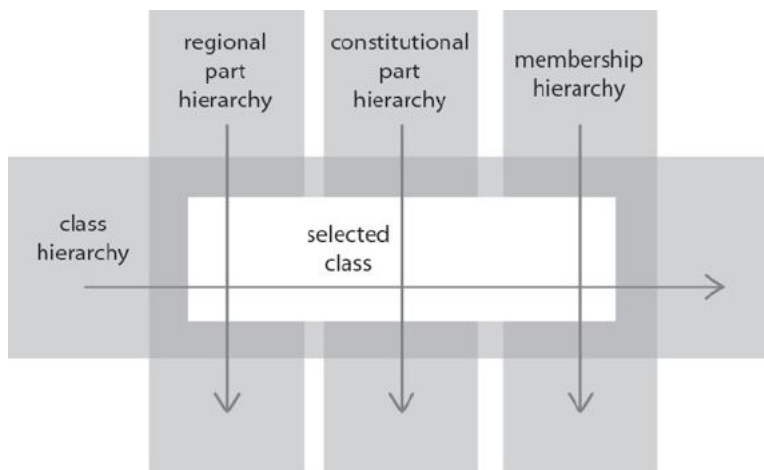 regional
part
hierarchy
constitutional
part
hierarchy
membership
hierarchy
class
hierarchy
selected
class